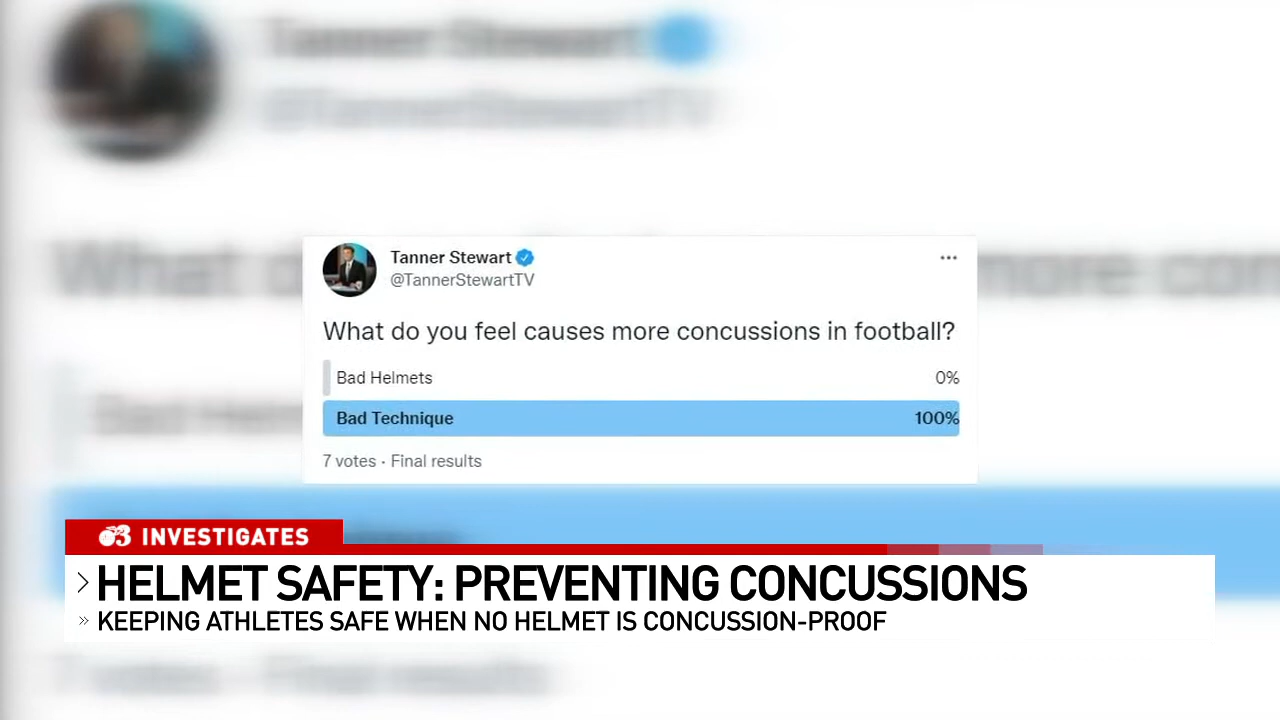 Tanner Stewart
@TannerStewartTV
What do you feel causes more concussions in football?
Bad Helmets 0%
Bad Technique 100%
7 votes · Final results
3 INVESTIGATES
HELMET SAFETY: PREVENTING CONCUSSIONS
KEEPING ATHLETES SAFE WHEN NO HELMET IS CONCUSSION-PROOF